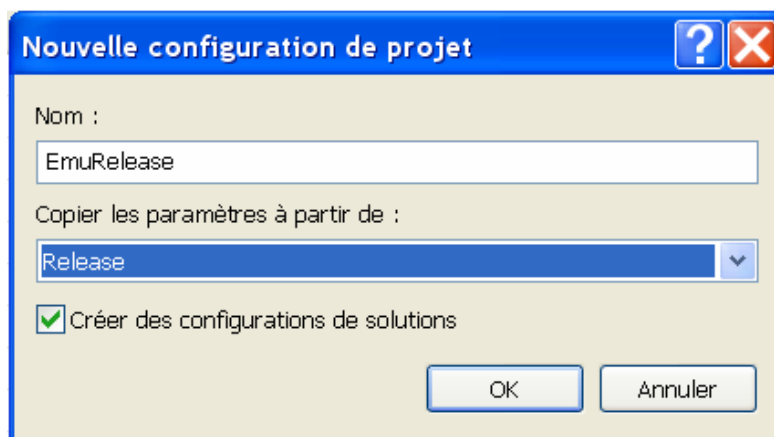 Nouvelle configuration de projet
Nom :
EmuRelease
Copier les paramètres à partir de :
Release
Créer des configurations de solutions
OK Annuler